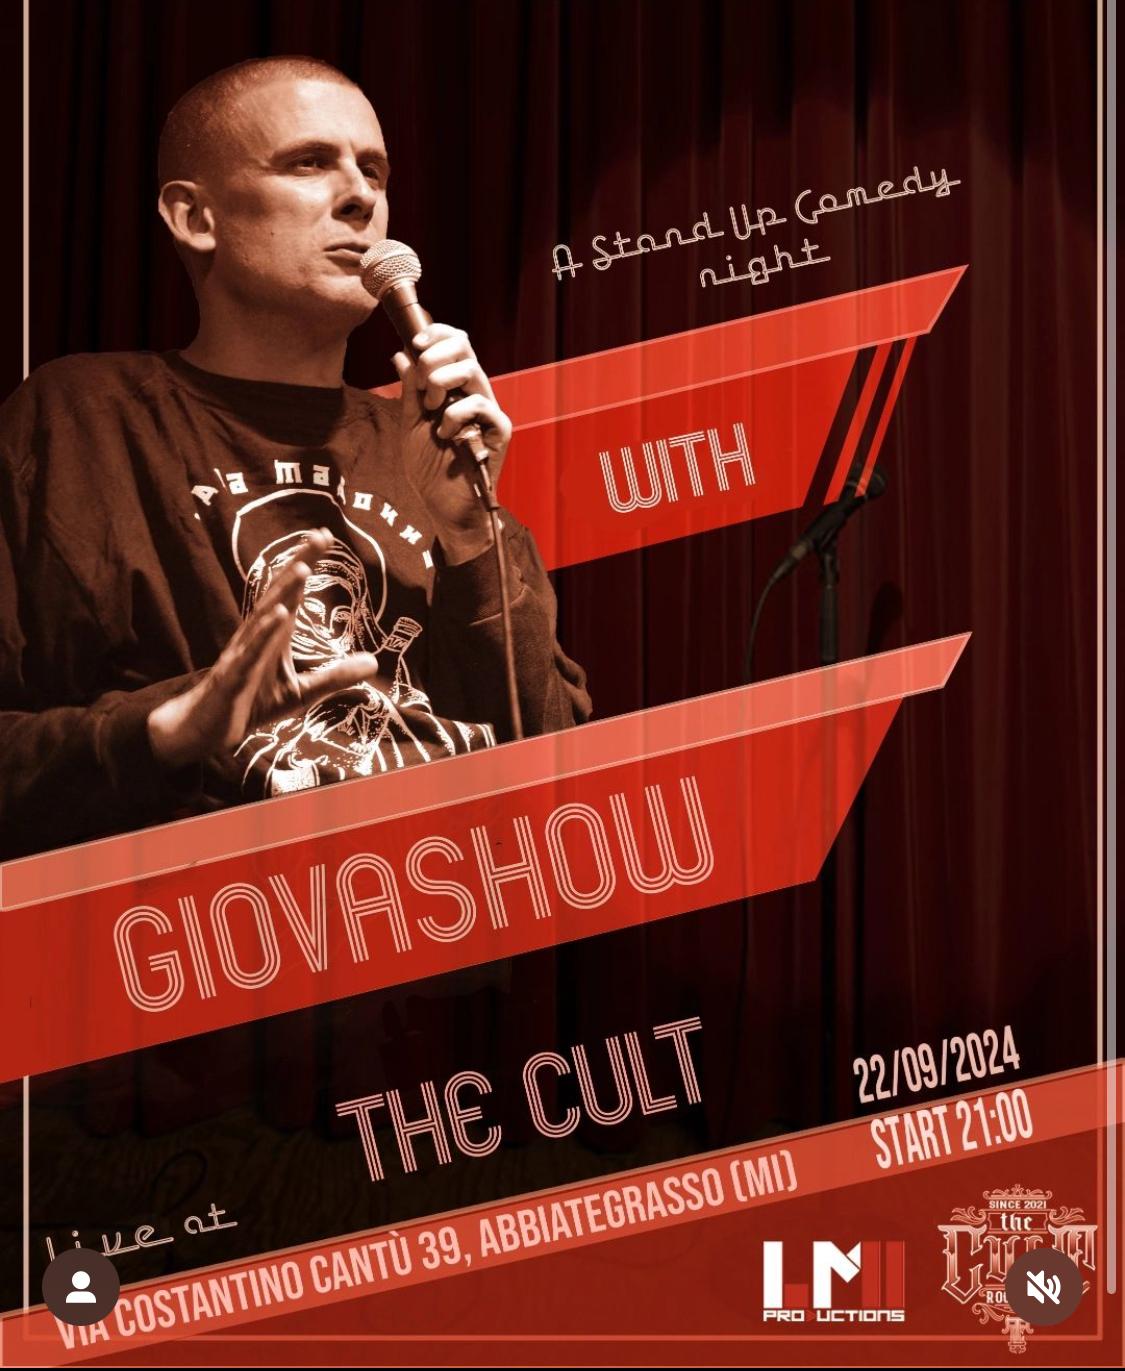 A Stand Up Comedy
night
WITH
GIOVASHOW
THE CULT
22/09/2024
START 21:00
Live at
VIA COSTANTINO CANTÙ 39, ABBIATEGRASSO (MI)
LM
PRODUCTIONS
SINCE 2021
the